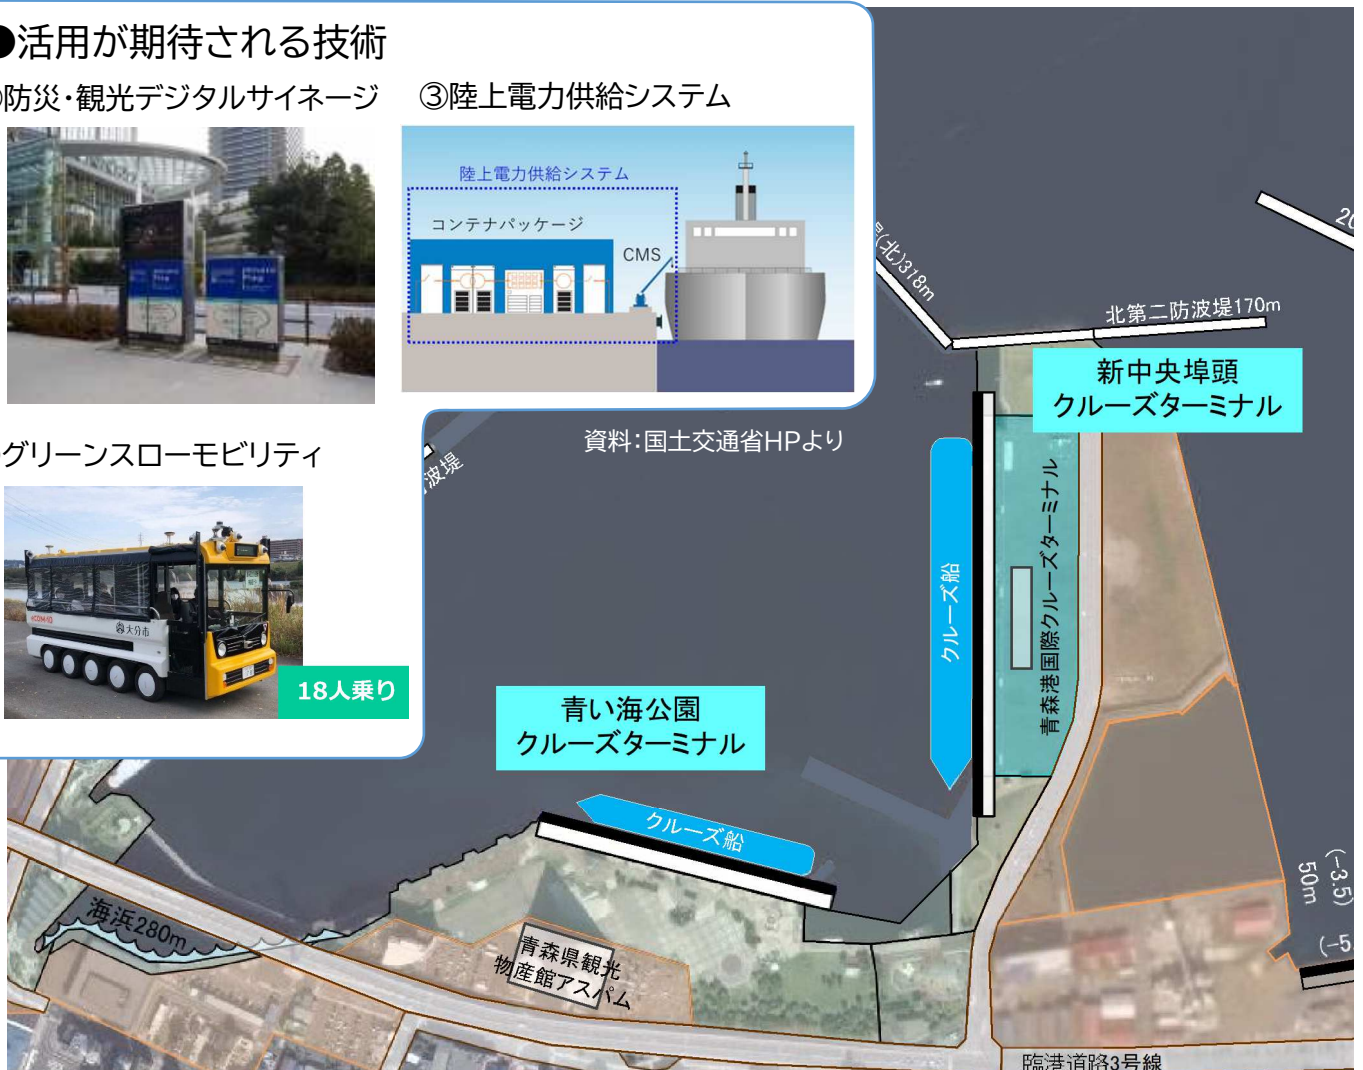 ●活用が期待される技術
防災・観光デジタルサイネージ
③陸上電力供給システム
陸上電力供給システム
コンテナパッケージ
CMS
グリーンスローモビリティ
大分市
18人乗り
資料：国土交通省HPより
(北)318m
北第二防波堤170m
新中央埠頭
クルーズターミナル
波堤
クルーズ船
青森港国際クルーズターミナル
青い海公園
クルーズターミナル
クルーズ船
海浜280m
青森県観光
物産館アスパム
(-3.5)
50m
(-5.
20
臨港道路3号線